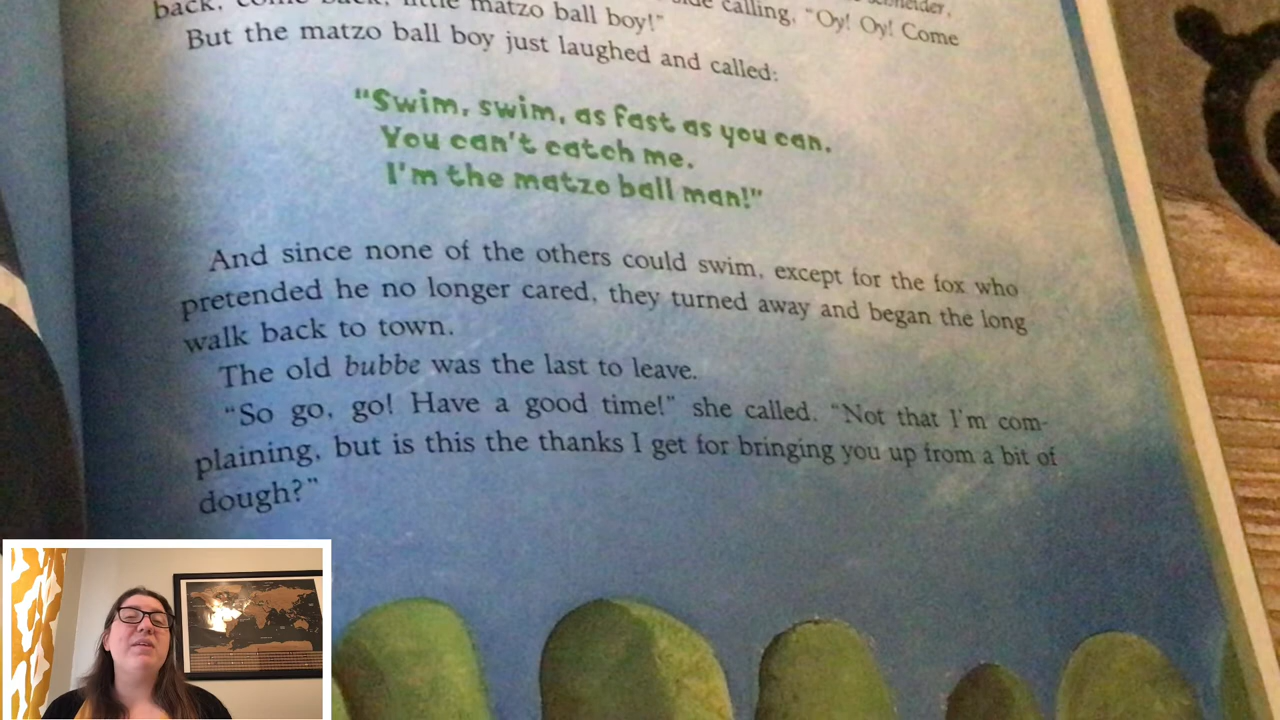 back, come back, little matzo ball boy!"
calling, "Oy! Oy! Come
But the matzo ball boy just laughed and called:
"Swim, swim, as fast as you can.
You can't catch me.
I'm the matzo ball man!"
And since none of the others could swim, except for the fox who
pretended he no longer cared, they turned away and began the long
walk back to town.
The old bubbe was the last to leave.
"So go, go! Have a good time!" she called. "Not that I'm com-
plaining, but is this the thanks I get for bringing you up from a bit of
dough?"